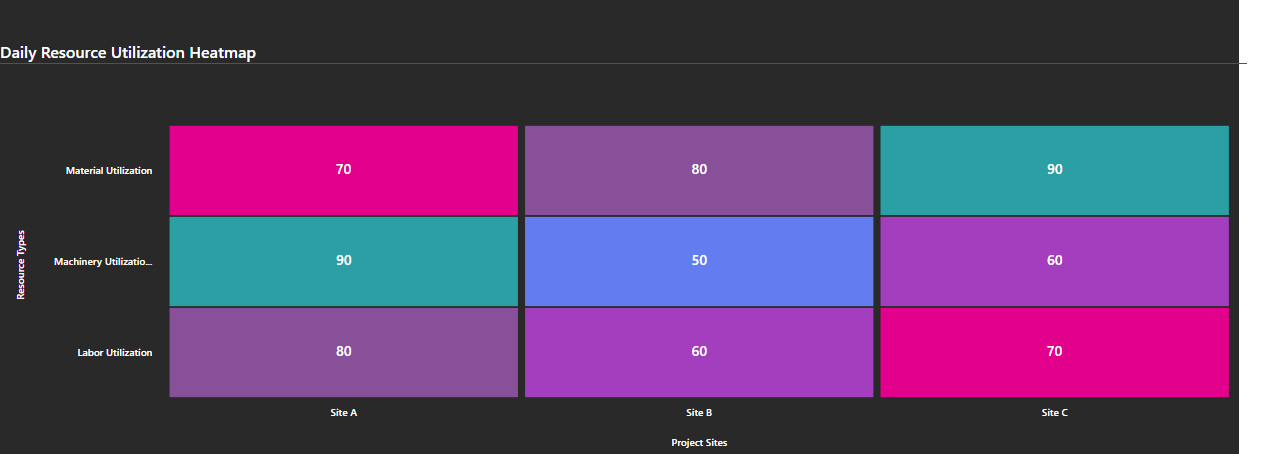 Daily Resource Utilization Heatmap
Material Utilization
70
80
90
Resource Types
Machinery Utilizatio...
90
50
60
Labor Utilization
80
60
70
Site A
Site B
Site C
Project Sites